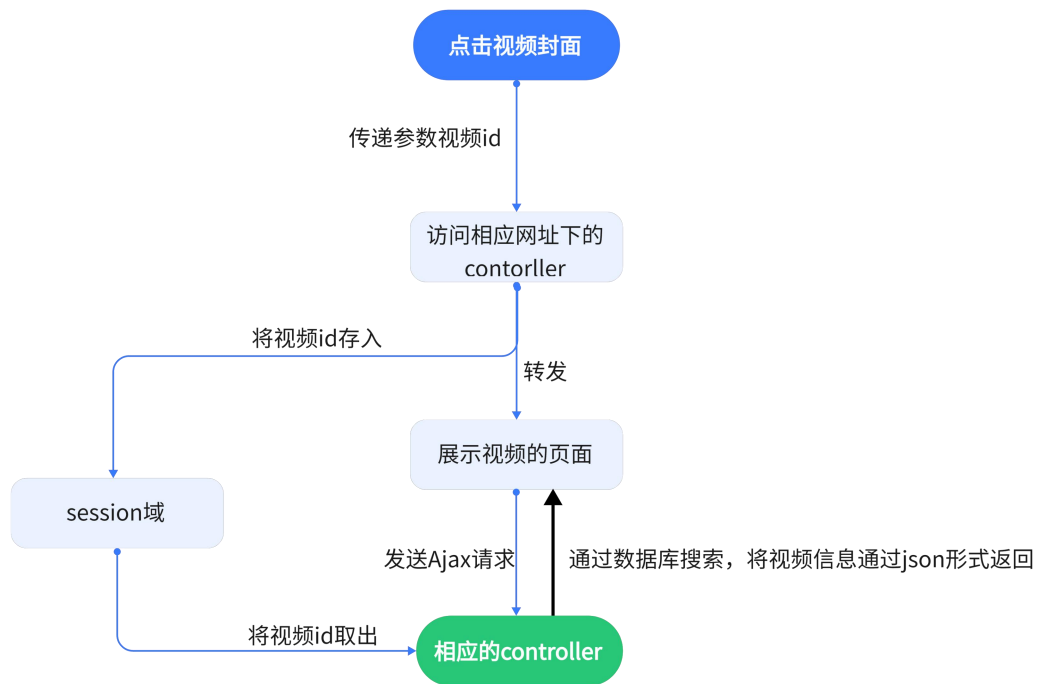 点击视频封面
传递参数视频id
访问相应网址下的
contorller
将视频id存入
转发
展示视频的页面
session域
发送Ajax请求
通过数据库搜索，将视频信息通过json形式返回
将视频id取出
相应的controller